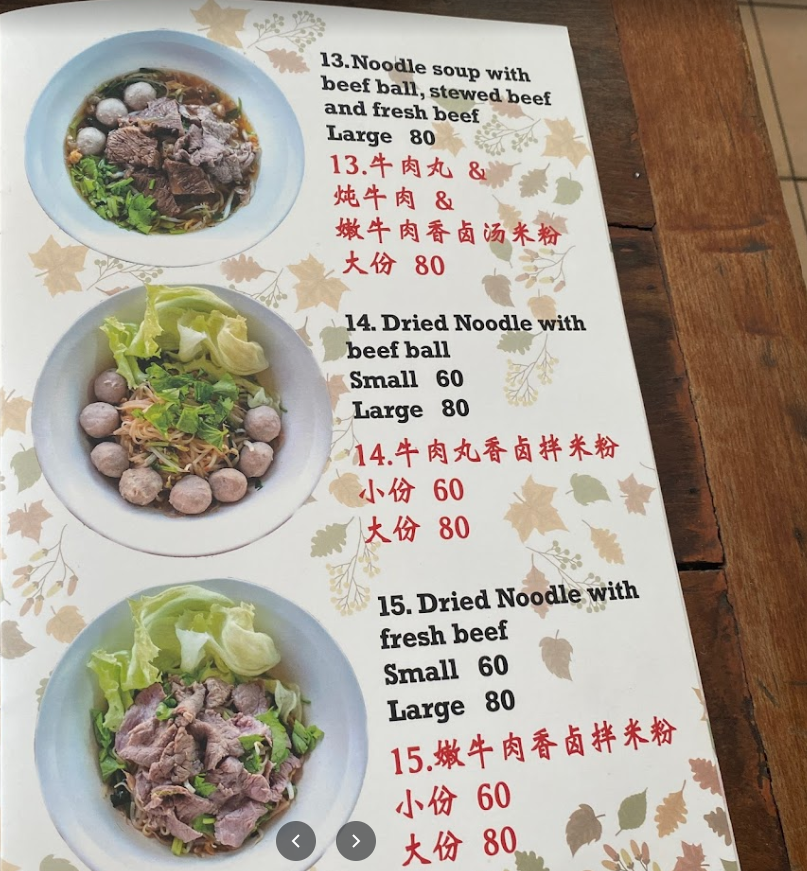 13.Noodle soup with
beef ball, stewed beef
and fresh beef
Large 80
13.牛肉丸 &
炖牛肉 &
嫩牛肉香卤汤米粉
大份 80
14. Dried Noodle with
beef ball
Small 60
Large 80
14.牛肉丸香卤拌米粉
小份 60
大份 80
15. Dried Noodle with
fresh beef
Small 60
Large 80
15.嫩牛肉香卤拌米粉
小份 60
大份 80